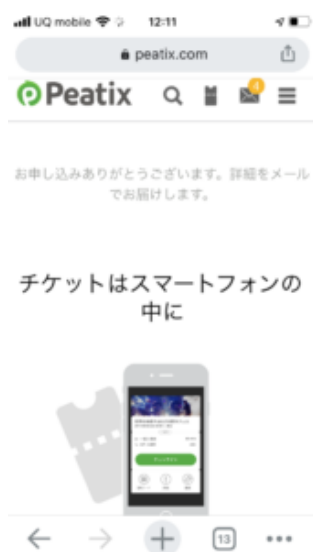 UQ mobile 12:11
peatix.com
Peatix
4
お申し込みありがとうございます。詳細をメール
でお届けします。
チケットはスマートフォンの
中に
13